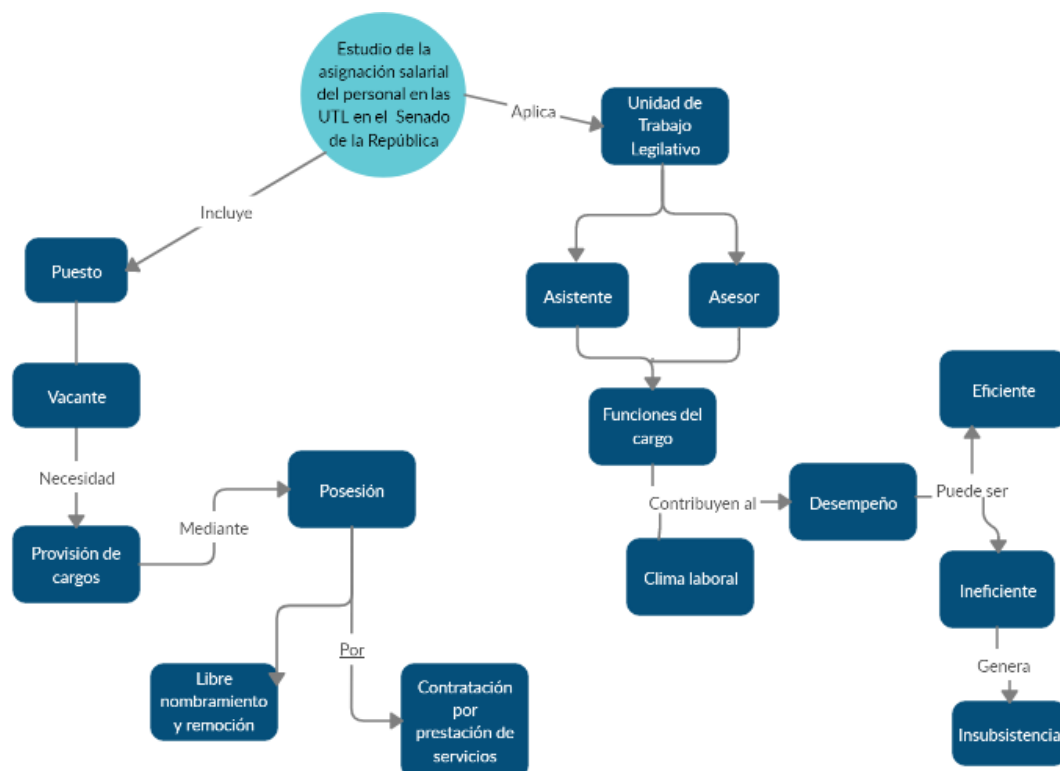 Estudio de la
asignación salarial
del personal en las
UTL en el Senado
de la República
Aplica
Unidad de
Trabajo
Legilativo
Incluye
Puesto
Asistente
Asesor
Vacante
Eficiente
Funciones del
cargo
Necesidad
Posesión
Contribuyen al
Desempeño
Puede ser
Mediante
Provisión de
cargos
Clima laboral
Ineficiente
Por
Genera
Libre
nombramiento
y remoción
Contratación
por
prestación de
servicios
Insubsistencia